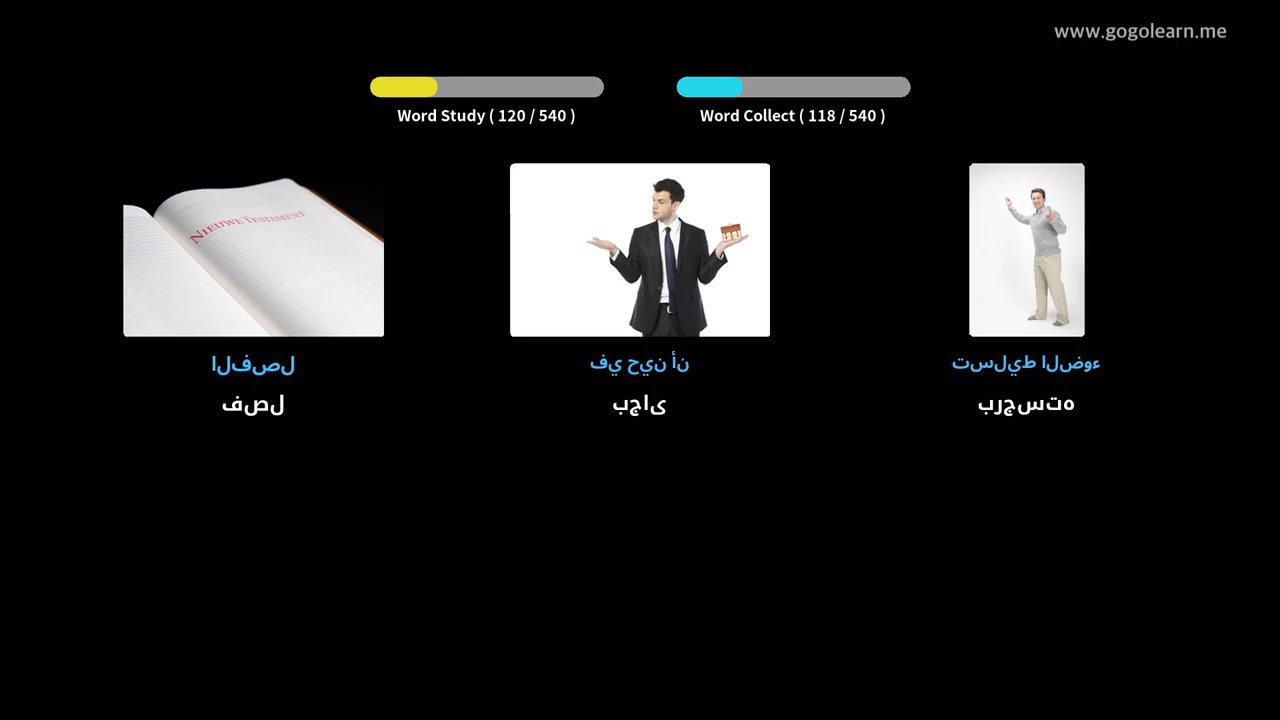 www.gogolearn.me
Word Study ( 120 / 540 )
Word Collect ( 118 / 540 )
الفصل
في حين أن
تسليط الضوء
فصل
بجای
برجسته
NIEUWE TESTAMENT